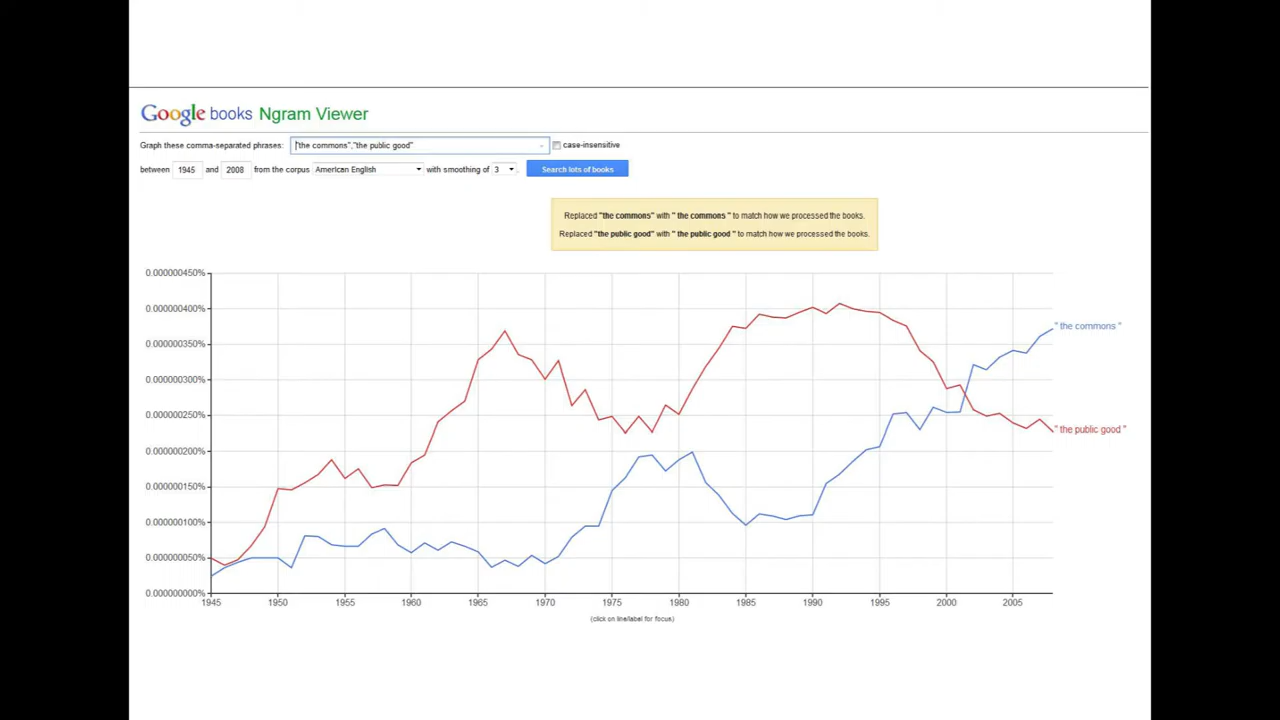 Google books Ngram Viewer
Graph these comma-separated phrases: "the commons","the public good" case-insensitive
between 1945 and 2008 from the corpus American English with smoothing of 3 Search lots of books
Replaced "the commons" with " the commons " to match how we processed the books.
Replaced "the public good" with " the public good " to match how we processed the books.
0.000000450%
0.000000400%
0.000000350%
0.000000300%
0.000000250%
0.000000200%
0.000000150%
0.000000100%
0.000000050%
0.000000000%
" the commons "
" the public good "
1945 1950 1955 1960 1965 1970 1975 1980 1985 1990 1995 2000 2005
(click on line/label for focus)